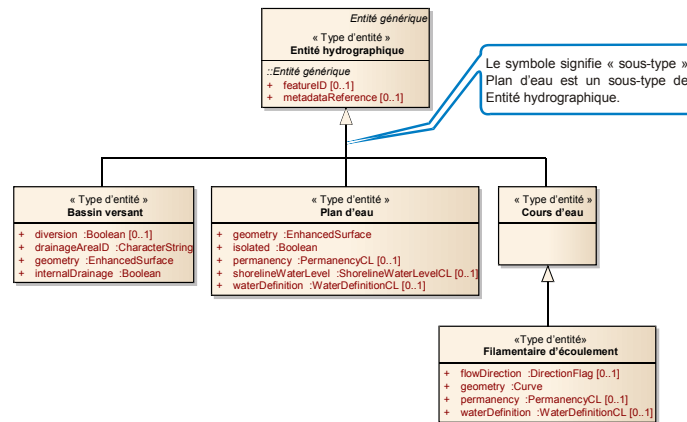 Entité générique
« Type d'entité »
Entité hydrographique
::Entité générique
+ featureID [0..1]
+ metadataReference [0..1]
Le symbole signifie « sous-type »
Plan d'eau est un sous-type de
Entité hydrographique.
« Type d'entité »
Bassin versant
+ diversion :Boolean [0..1]
+ drainageAreaID :CharacterString
+ geometry :EnhancedSurface
+ internalDrainage :Boolean
« Type d'entité »
Plan d'eau
+ geometry :EnhancedSurface
+ isolated :Boolean
+ permanency :PermanencyCL [0..1]
+ shorelineWaterLevel :ShorelineWaterLevelCL [0..1]
+ waterDefinition :WaterDefinitionCL [0..1]
« Type d'entité »
Cours d'eau
«Type d'entité»
Filamentaire d'écoulement
+ flowDirection :DirectionFlag [0..1]
+ geometry :Curve
+ permanency :PermanencyCL [0..1]
+ waterDefinition :WaterDefinitionCL [0..1]